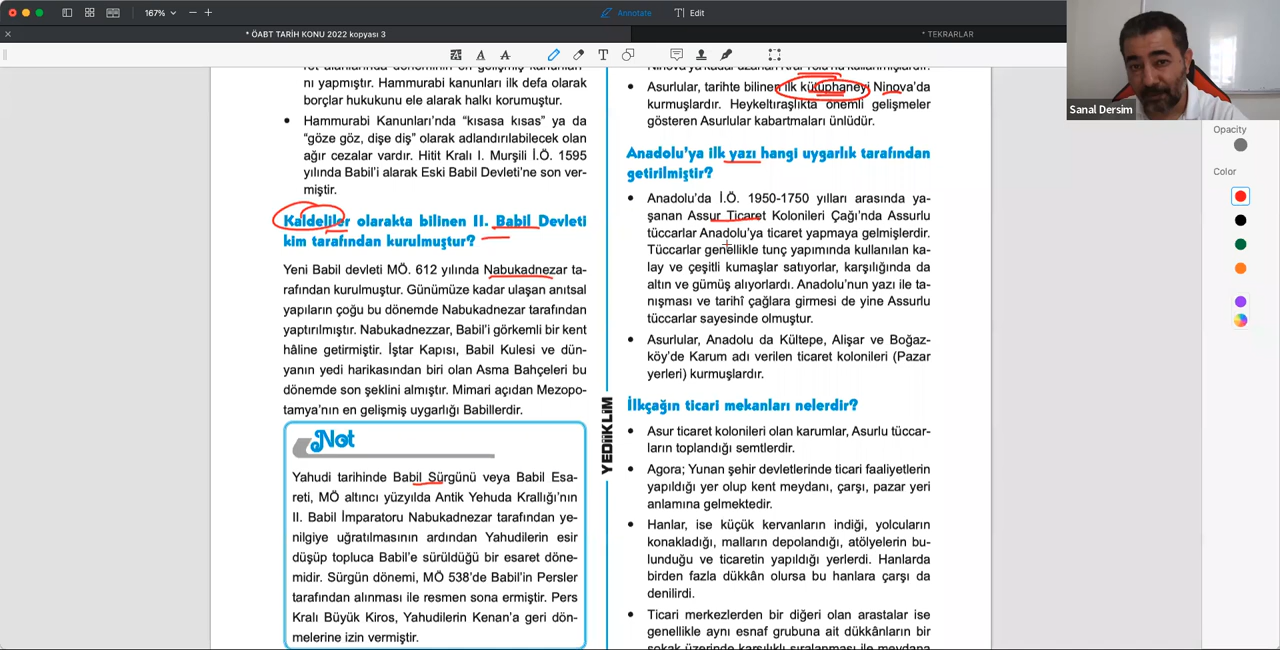 167%
Annotate
Edit
* ÖABT TARİH KONU 2022 kopyası 3
* TEKRARLAR
Sanal Dersim
Opacity
Color
nı yapmıştır. Hammurabi kanunları ilk defa olarak
borçlar hukukunu ele alarak halkı korumuştur.
• Hammurabi Kanunları'nda “kısasa kısas” ya da
“göze göz, dişe diş” olarak adlandırılabilecek olan
ağır cezalar vardır. Hitit Kralı I. Murşili İ.Ö. 1595
yılında Babil'i alarak Eski Babil Devleti'ne son ver-
miştir.
Kaldeliler olarakta bilinen II. Babil Devleti
kim tarafından kurulmuştur?
Yeni Babil devleti MÖ. 612 yılında Nabukadnezar ta-
rafından kurulmuştur. Günümüze kadar ulaşan anıtsal
yapıların çoğu bu dönemde Nabukadnezar tarafından
yaptırılmıştır. Nabukadnezzar, Babil'i görkemli bir kent
hâline getirmiştir. İştar Kapısı, Babil Kulesi ve dün-
yanın yedi harikasından biri olan Asma Bahçeleri bu
dönemde son şeklini almıştır. Mimari açıdan Mezopo-
tamya'nın en gelişmiş uygarlığı Babillerdir.
Not
Yahudi tarihinde Babil Sürgünü veya Babil Esa-
reti, MÖ altıncı yüzyılda Antik Yehuda Krallığı'nın
II. Babil İmparatoru Nabukadnezar tarafından ye-
nilgiye uğratılmasının ardından Yahudilerin esir
düşüp topluca Babil'e sürüldüğü bir esaret döne-
midir. Sürgün dönemi, MÖ 538'de Babil'in Persler
tarafından alınması ile resmen sona ermiştir. Pers
Kralı Büyük Kiros, Yahudilerin Kenan'a geri dön-
melerine izin vermiştir.
YEDİİKLİM
• Asurlular, tarihte bilinen ilk kütüphaneyi Ninova'da
kurmuşlardır. Heykeltıraşlıkta önemli gelişmeler
gösteren Asurlular kabartmaları ünlüdür.
Anadolu'ya ilk yazı hangi uygarlık tarafından
getirilmiştir?
• Anadolu'da İ.Ö. 1950-1750 yılları arasında ya-
şanan Assur Ticaret Kolonileri Çağı'nda Assurlu
tüccarlar Anadolu'ya ticaret yapmaya gelmişlerdir.
Tüccarlar genellikle tunç yapımında kullanılan ka-
lay ve çeşitli kumaşlar satıyorlar, karşılığında da
altın ve gümüş alıyorlardı. Anadolu'nun yazı ile ta-
nışması ve tarihî çağlara girmesi de yine Assurlu
tüccarlar sayesinde olmuştur.
• Asurlular, Anadolu da Kültepe, Alişar ve Boğaz-
köy'de Karum adı verilen ticaret kolonileri (Pazar
yerleri) kurmuşlardır.
İlkçağın ticari mekanları nelerdir?
• Asur ticaret kolonileri olan karumlar, Asurlu tüccar-
ların toplandığı semtlerdir.
• Agora; Yunan şehir devletlerinde ticari faaliyetlerin
yapıldığı yer olup kent meydanı, çarşı, pazar yeri
anlamına gelmektedir.
• Hanlar, ise küçük kervanların indiği, yolcuların
konakladığı, malların depolandığı, atölyelerin bu-
lunduğu ve ticaretin yapıldığı yerlerdi. Hanlarda
birden fazla dükkân olursa bu hanlara çarşı da
denilirdi.
• Ticari merkezlerden bir diğeri olan arastalar ise
genellikle aynı esnaf grubuna ait dükkânların bir